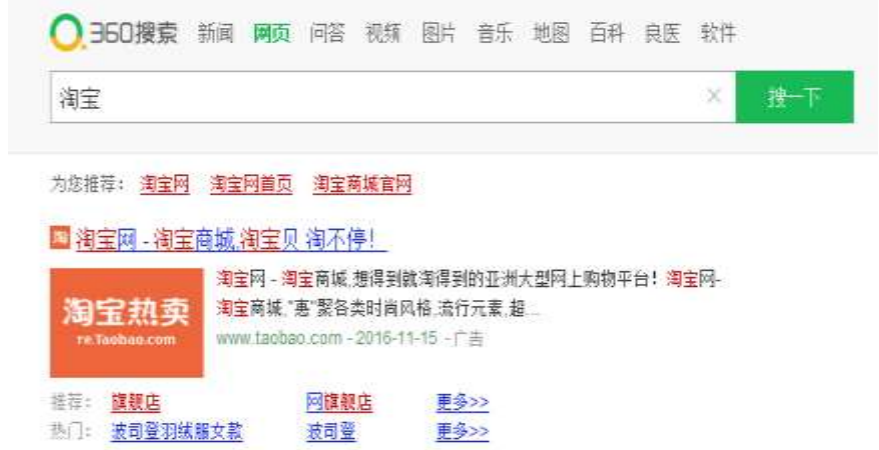 360搜索 新闻 网页 问答 视频 图片 音乐 地图 百科 良医 软件
淘宝 × 搜一下
为您推荐： 淘宝网 淘宝网首页 淘宝商城官网
淘 淘宝网 - 淘宝商城,淘宝贝 淘不停！
淘宝网 - 淘宝商城,想得到就淘得到的亚洲大型网上购物平台！淘宝网-
淘宝商城,"惠"聚各类时尚风格,流行元素,超...
www.taobao.com - 2016-11-15 - 广告
淘宝热卖
re.Taobao.com
推荐： 旗舰店 网旗舰店 更多>>
热门： 波司登羽绒服女款 波司登 更多>>